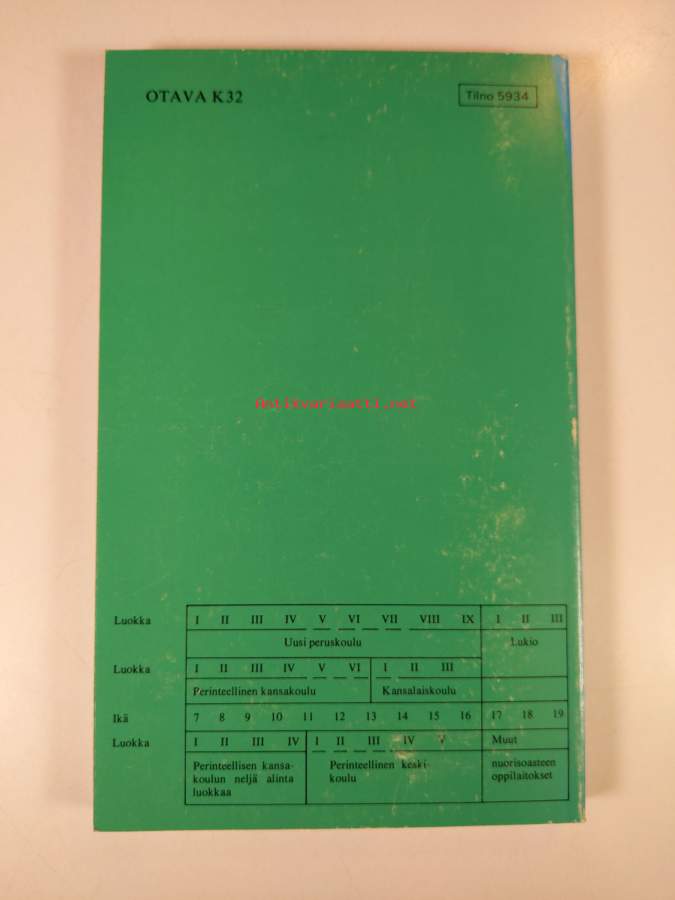 OTAVA K32
Tilno 5934
Antikvariaatti.net
Luokka I II III IV V VI VII VIII IX I II III
Uusi peruskoulu Lukio
Luokka I II III IV V VI I II III
Perinteellinen kansakoulu Kansalaiskoulu
Ikä 7 8 9 10 11 12 13 14 15 16 17 18 19
Luokka I II III IV I II III IV V Muut
Perinteellisen kansa- Perinteellinen keski- nuorisoasteen
koulun neljä alinta koulu oppilaitokset
luokkaa